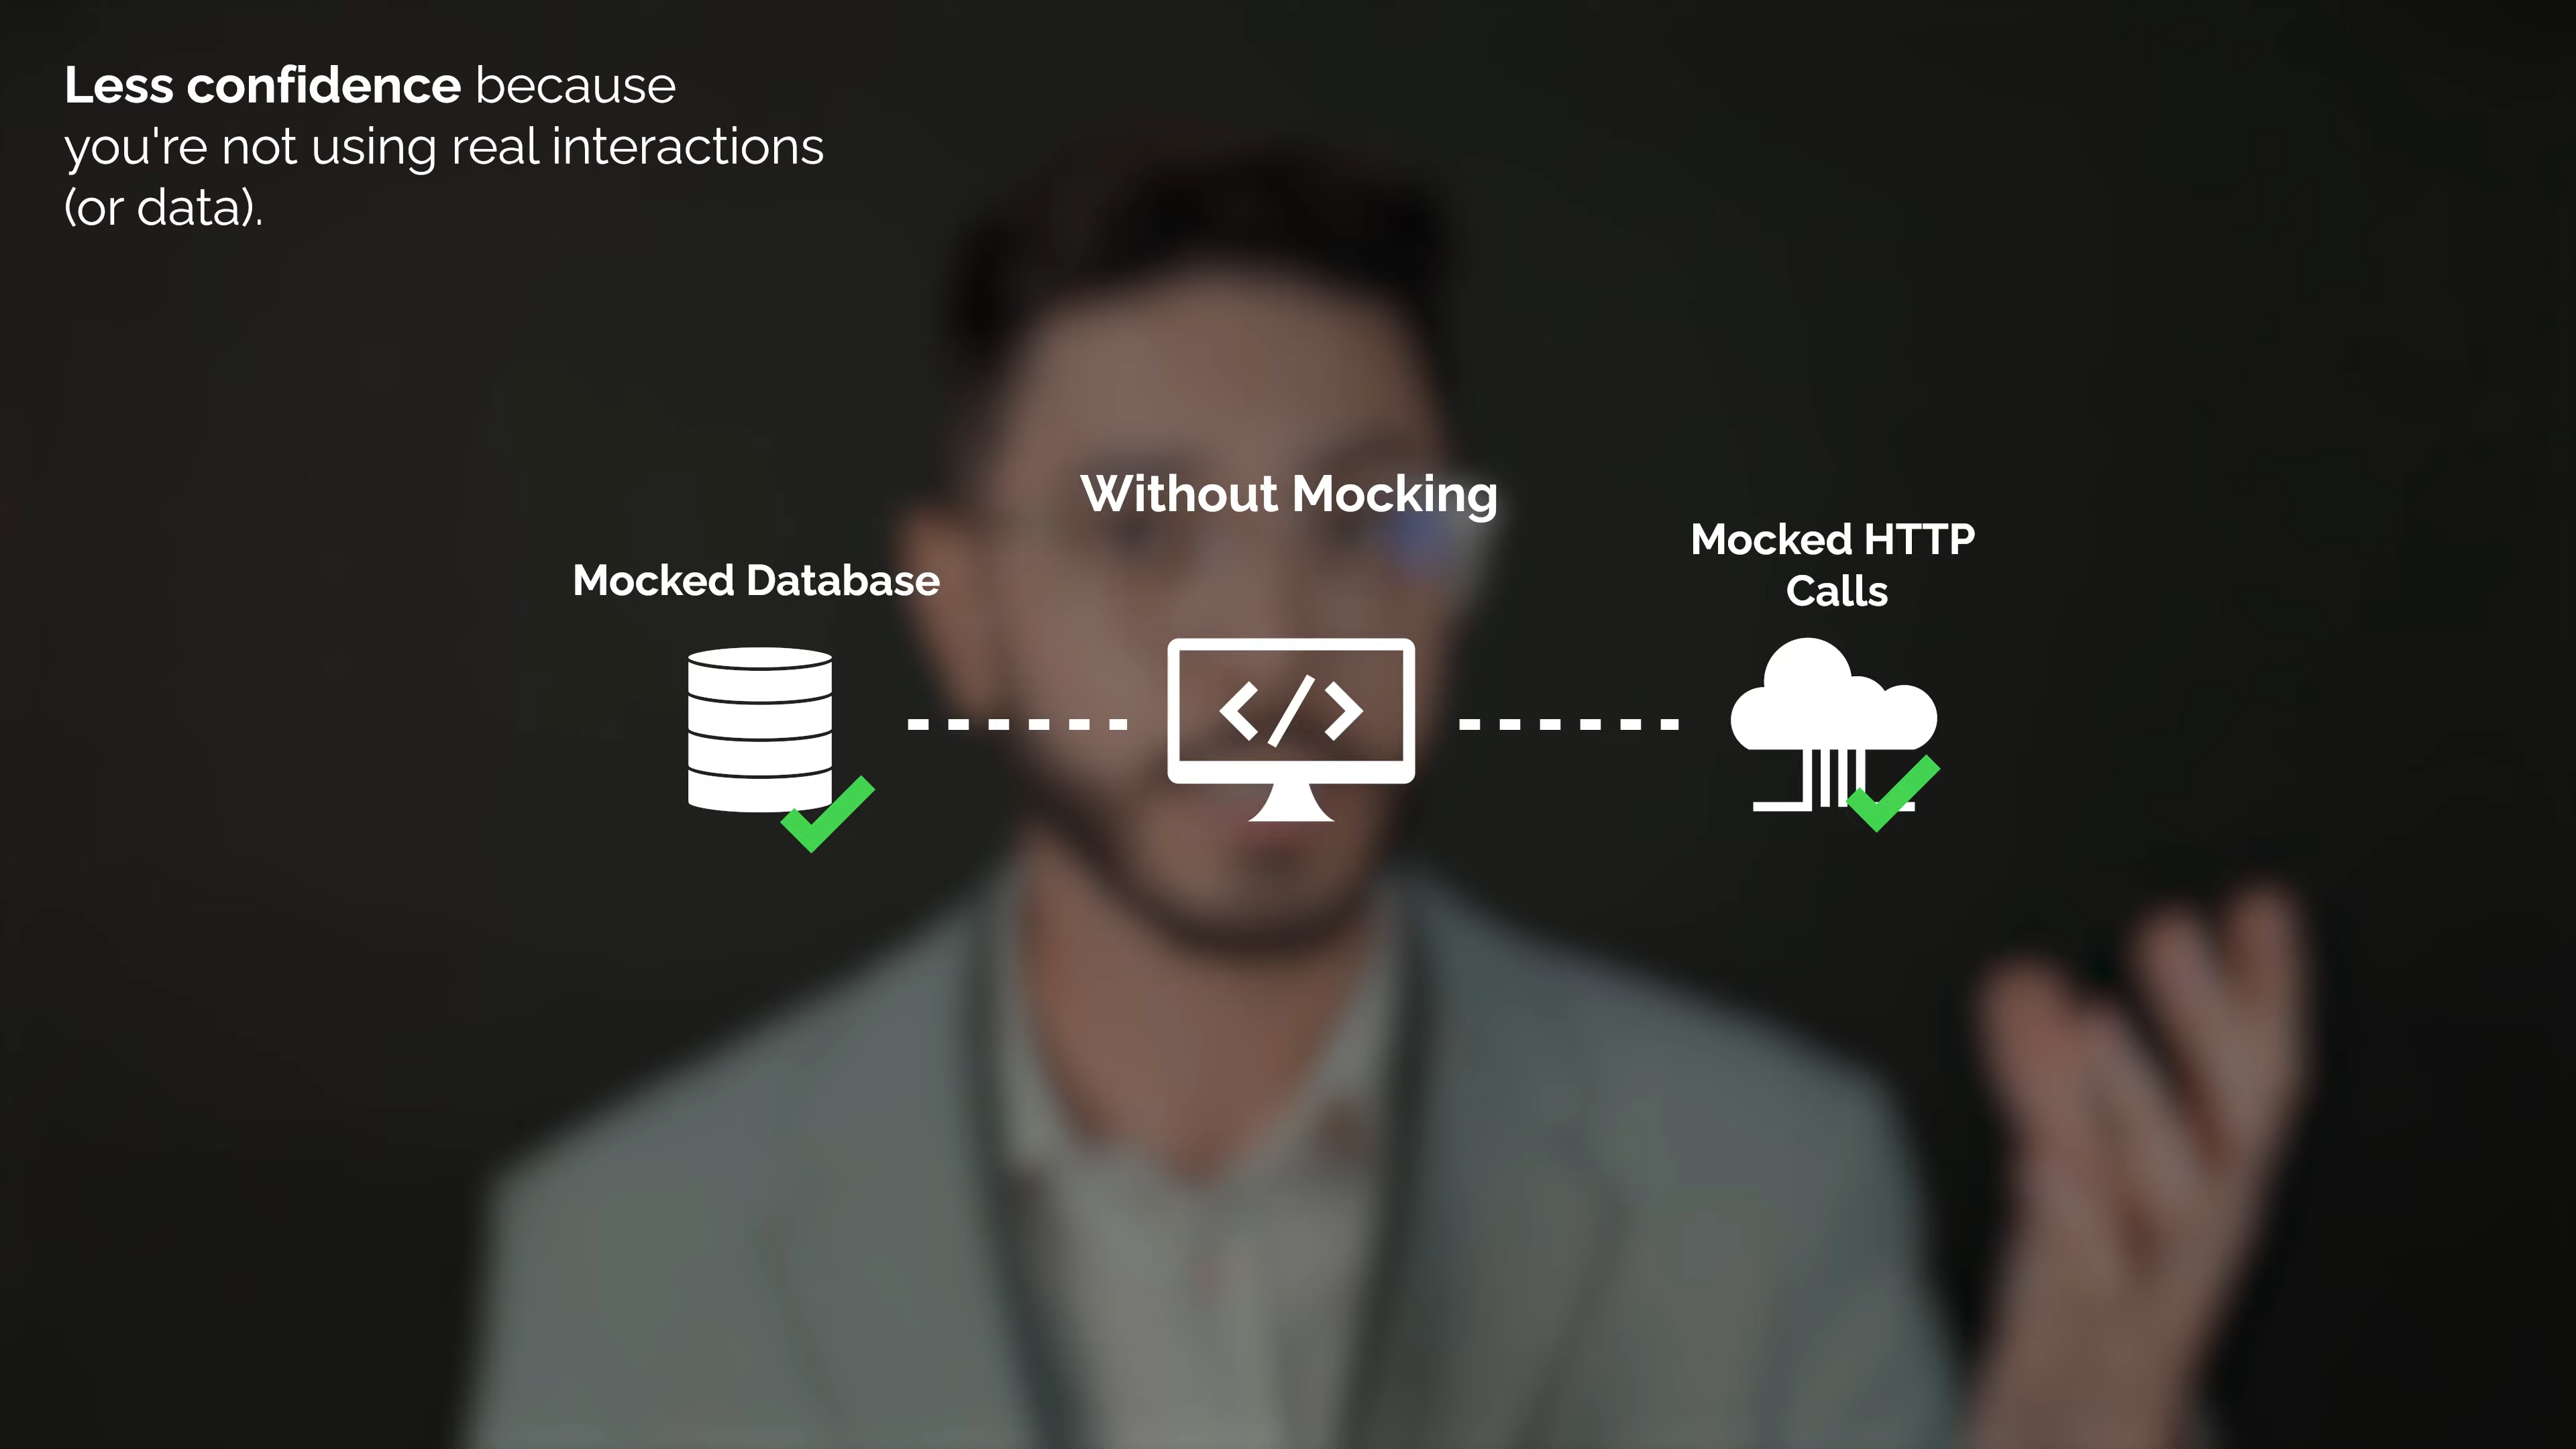 Less confidence because
you're not using real interactions
(or data).
Without Mocking
Mocked Database
Mocked HTTP
Calls